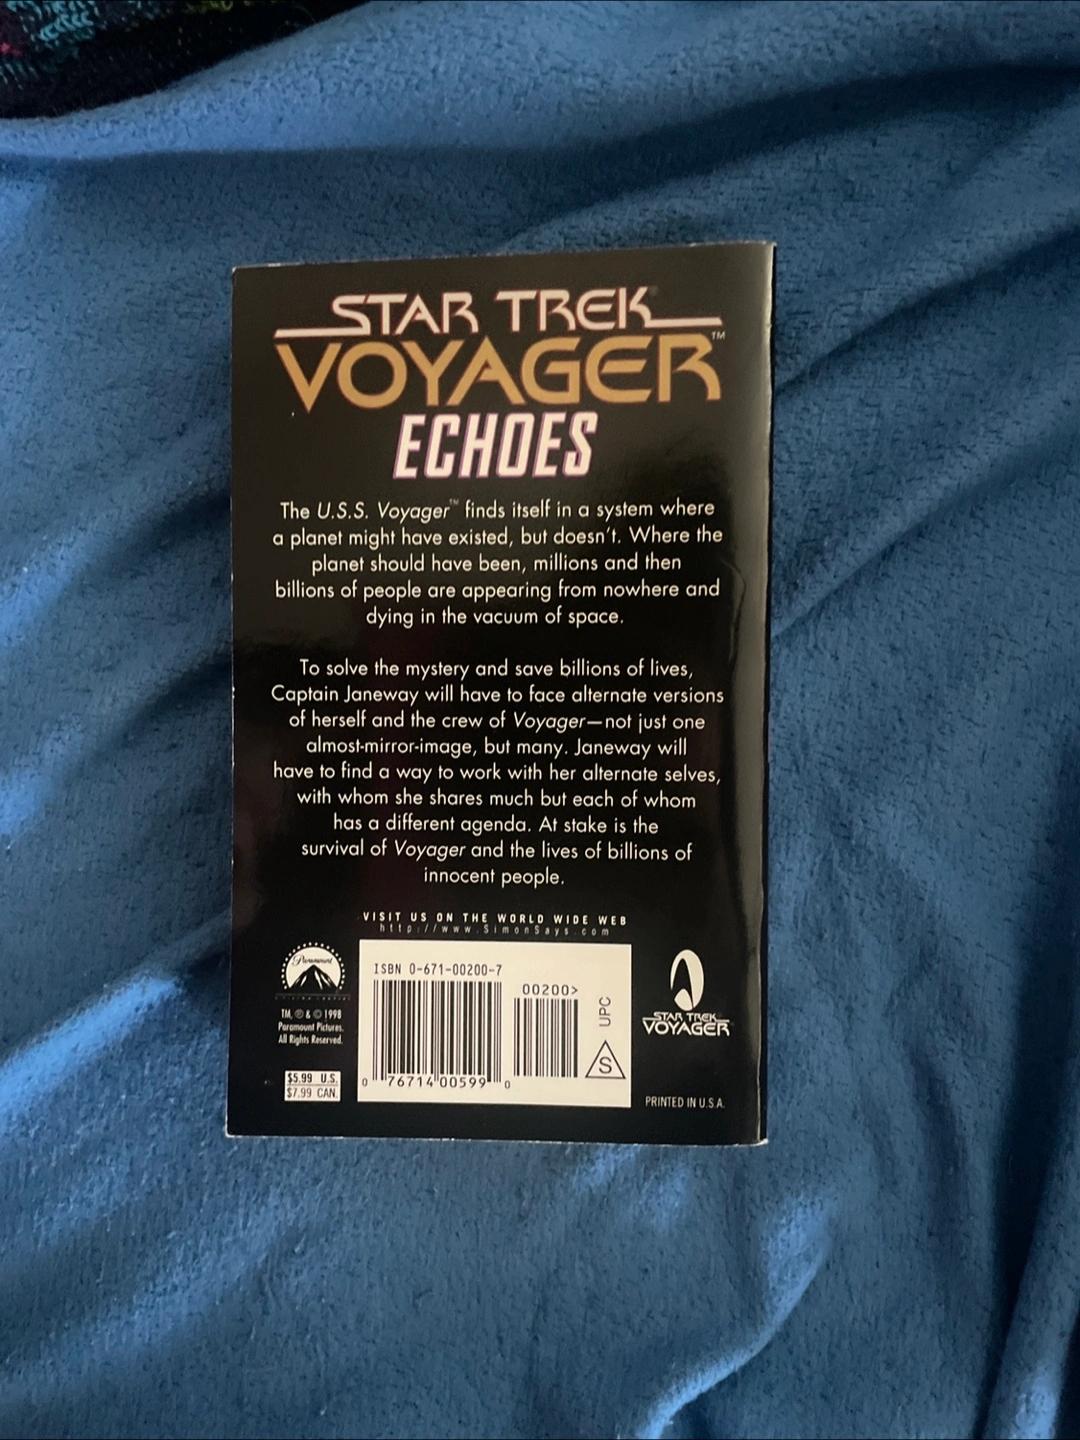 STAR TREK®
VOYAGER™
ECHOES
The U.S.S. Voyager™ finds itself in a system where
a planet might have existed, but doesn't. Where the
planet should have been, millions and then
billions of people are appearing from nowhere and
dying in the vacuum of space.
To solve the mystery and save billions of lives,
Captain Janeway will have to face alternate versions
of herself and the crew of Voyager—not just one
almost-mirror-image, but many. Janeway will
have to find a way to work with her alternate selves,
with whom she shares much but each of whom
has a different agenda. At stake is the
survival of Voyager and the lives of billions of
innocent people.
VISIT US ON THE WORLD WIDE WEB
http://www.SimonSays.com
Paramount
TM, ® & © 1998
Paramount Pictures.
All Rights Reserved.
$5.99 U.S.
$7.99 CAN.
ISBN 0-671-00200-7
00200>
0 76714 00599 0
UPC
S
STAR TREK
VOYAGER
PRINTED IN U.S.A.